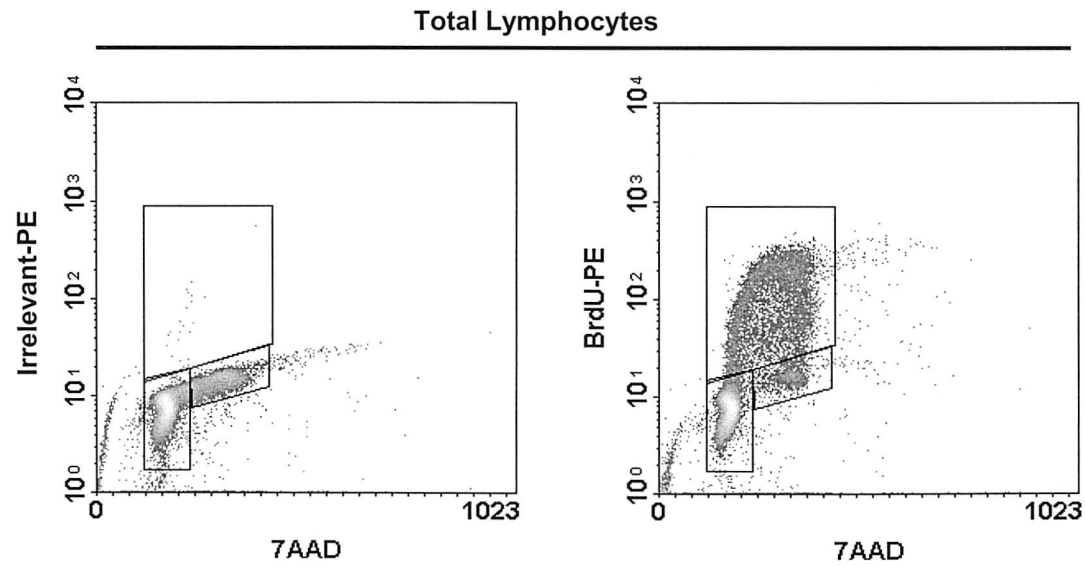 Total Lymphocytes
Irrelevant-PE
10⁴
10³
10²
10¹
10⁰
0
1023
7AAD
BrdU-PE
10⁴
10³
10²
10¹
10⁰
0
1023
7AAD